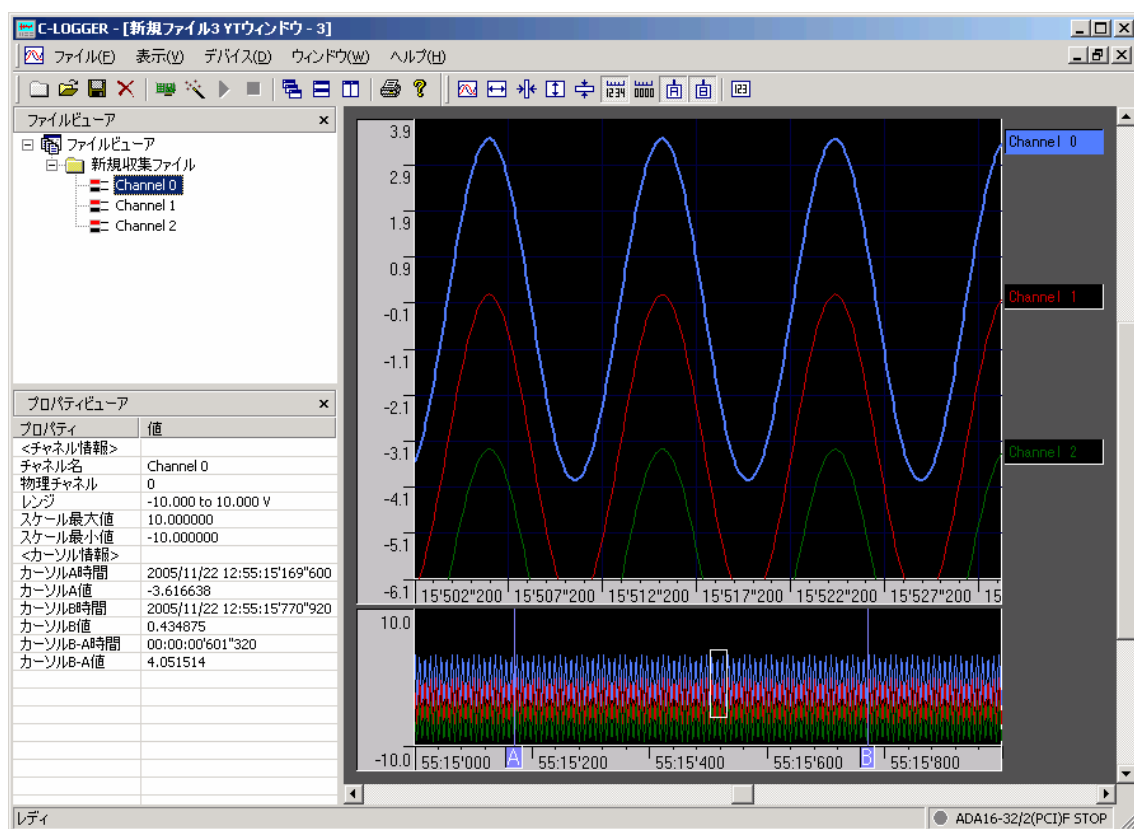 C-LOGGER - [新規ファイル3 YTウィンドウ - 3]
ファイル(F) 表示(V) デバイス(D) ウィンドウ(W) ヘルプ(H)
1234 0000 A B 123
ファイルビューア ×
ファイルビューア
新規収集ファイル
Channel 0
Channel 1
Channel 2
プロパティビューア ×
プロパティ 値
<チャネル情報>
チャネル名 Channel 0
物理チャネル 0
レンジ -10.000 to 10.000 V
スケール最大値 10.000000
スケール最小値 -10.000000
<カーソル情報>
カーソルA時間 2005/11/22 12:55:15'169"600
カーソルA値 -3.616638
カーソルB時間 2005/11/22 12:55:15'770"920
カーソルB値 0.434875
カーソルB-A時間 00:00:00'601"320
カーソルB-A値 4.051514
3.9
2.9
1.9
0.9
-0.1
-1.1
-2.1
-3.1
-4.1
-5.1
-6.1
15'502"200 15'507"200 15'512"200 15'517"200 15'522"200 15'527"200 15
Channel 0
Channel 1
Channel 2
10.0
-10.0
55:15'000 A 55:15'200 55:15'400 55:15'600 B 55:15'800
レディ
ADA16-32/2(PCI)F STOP